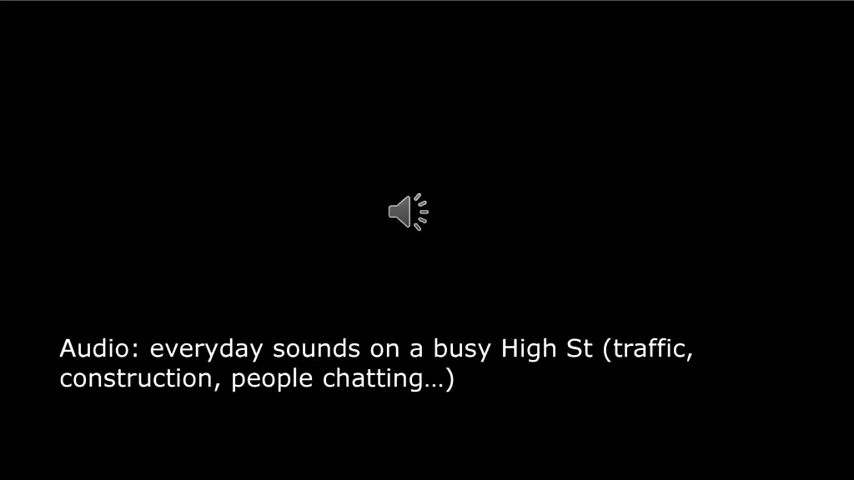 Audio: everyday sounds on a busy High St (traffic,
construction, people chatting…)